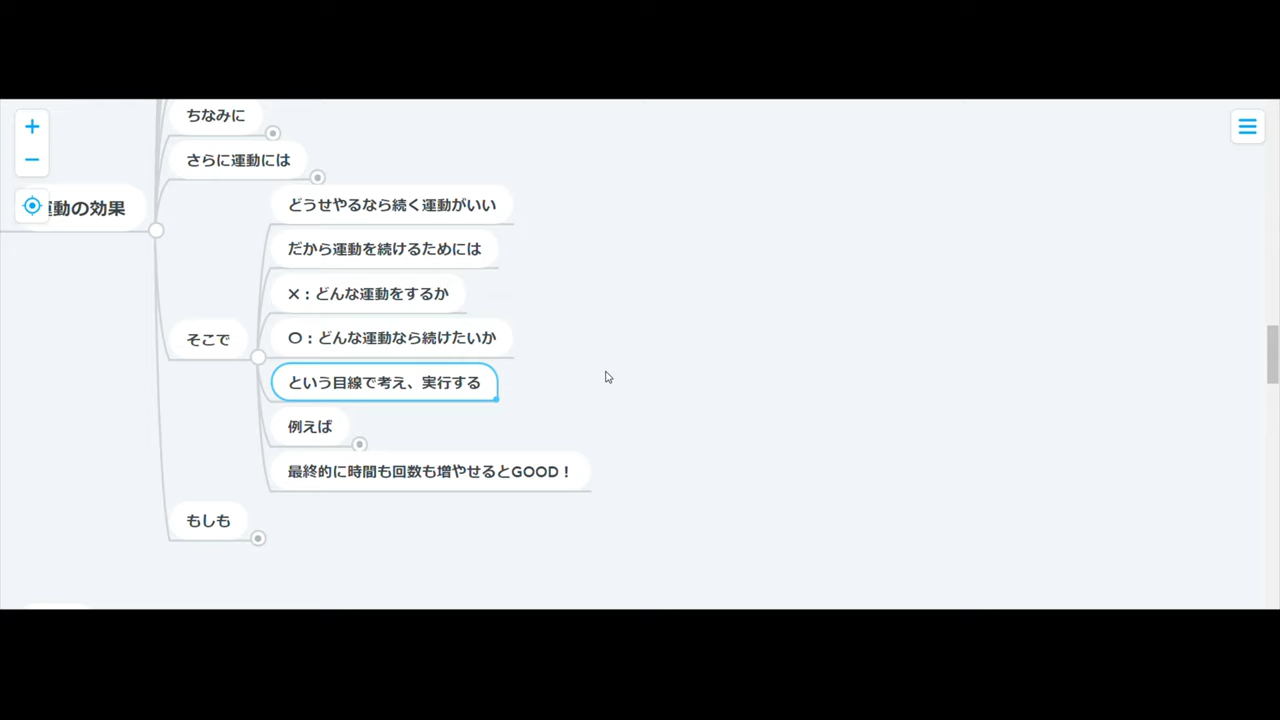 ちなみに
さらに運動には
動の効果
どうせやるなら続く運動がいい
だから運動を続けるためには
×：どんな運動をするか
そこで
○：どんな運動なら続けたいか
という目線で考え、実行する
例えば
最終的に時間も回数も増やせるとGOOD！
もしも